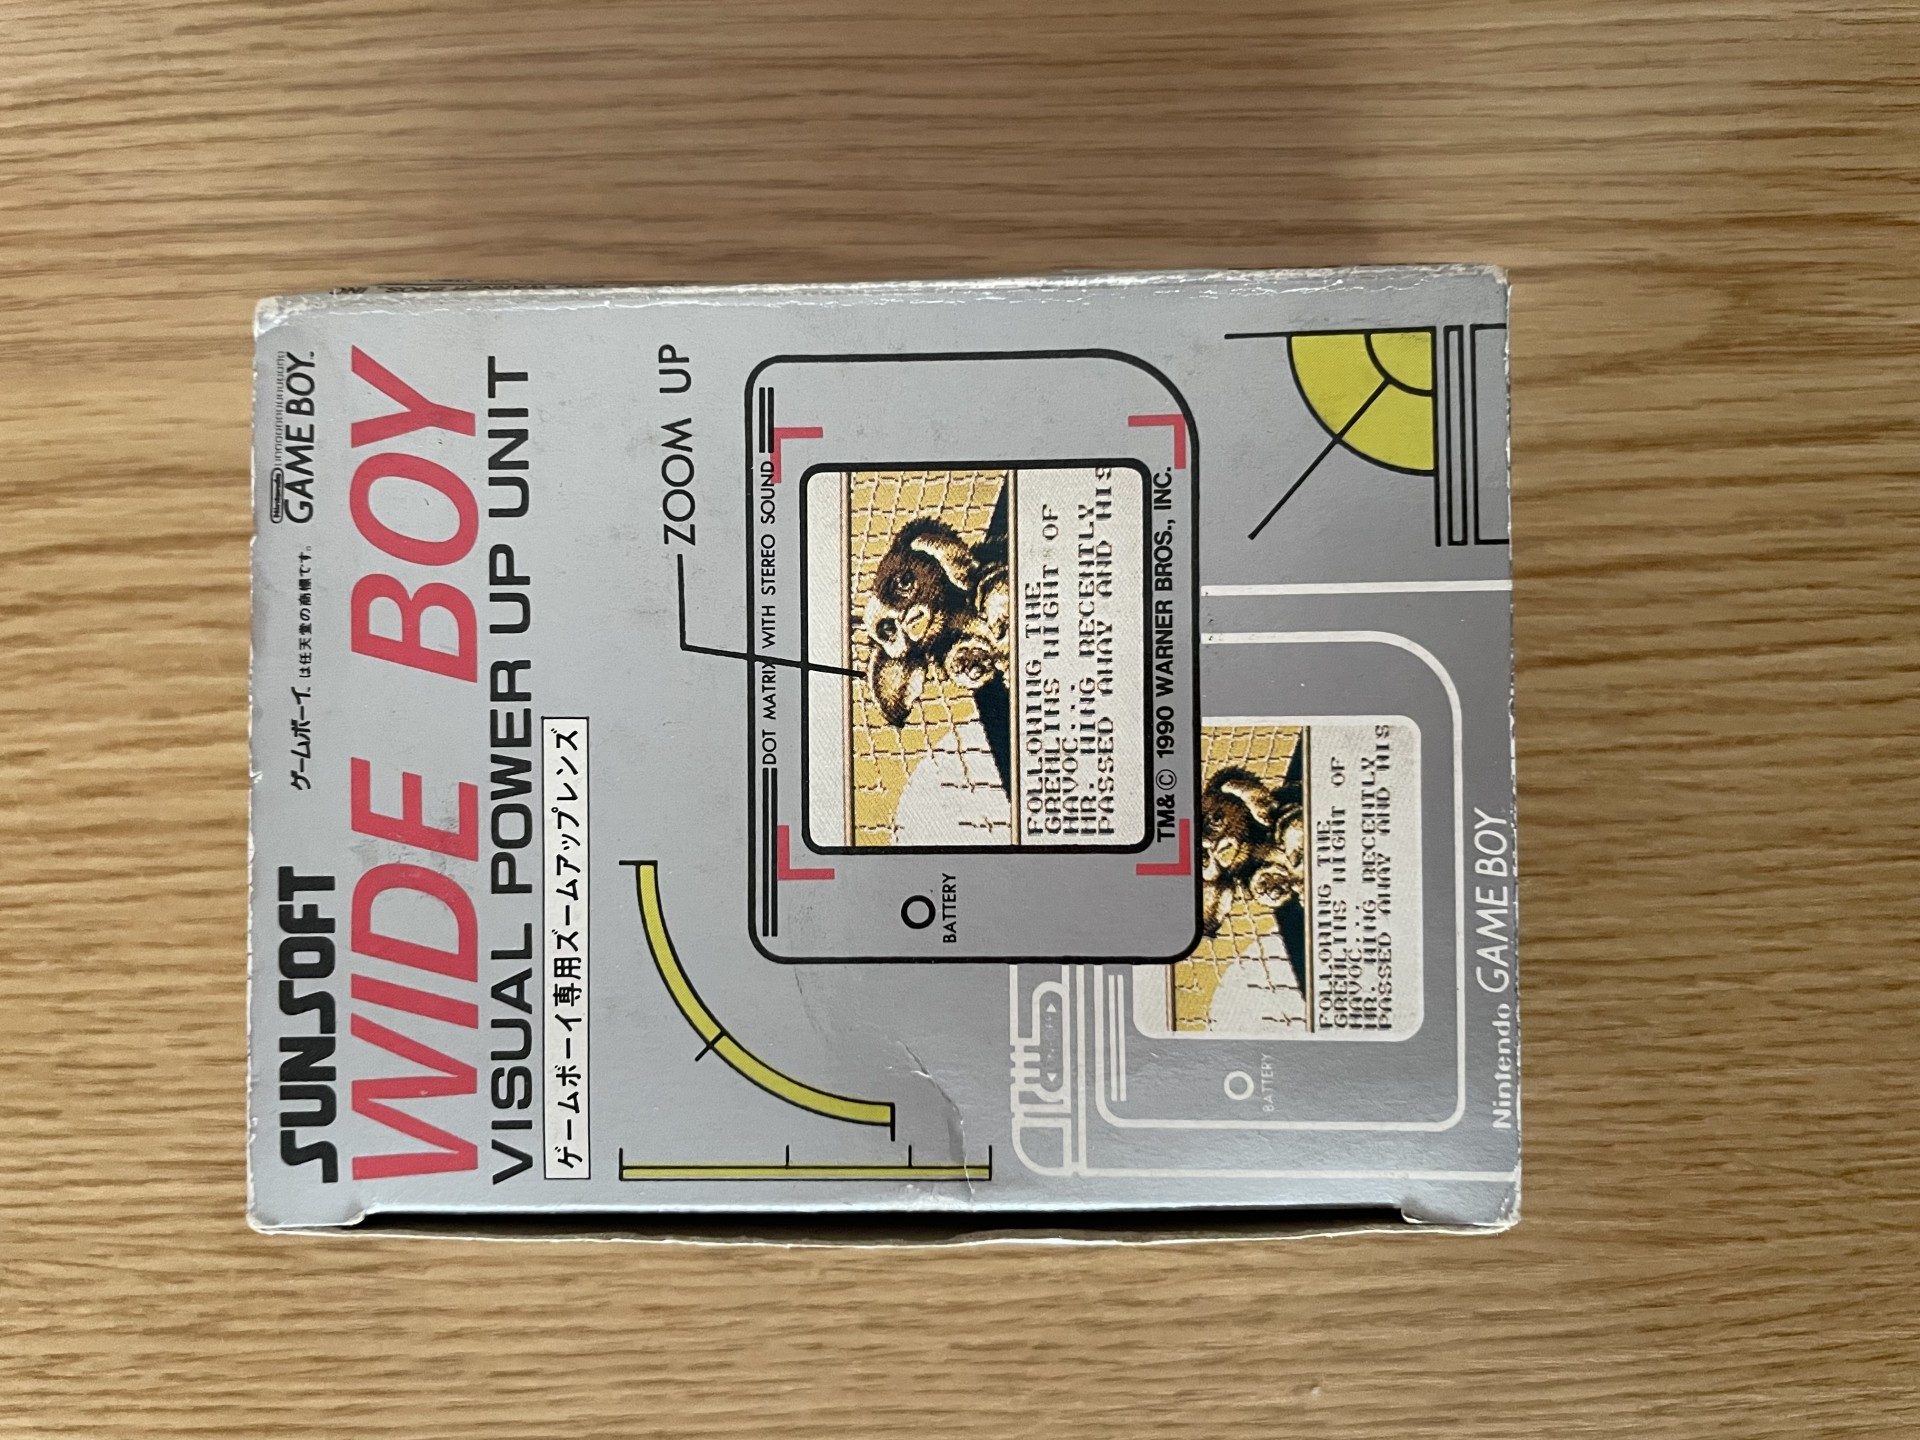 Nintendo
GAME BOY™
ゲームボーイ は任天堂の商標です。
SUNSOFT
WIDE BOY
VISUAL POWER UP UNIT
ゲームボーイ専用ズームアップレンズ
ZOOM UP
DOT MATRIX WITH STEREO SOUND
BATTERY
FOLLOWING THE
GREMLINS NIGHT OF
HAVOC...
MR. WING RECENTLY
PASSED AWAY AND HIS
TM&© 1990 WARNER BROS., INC.
BATTERY
FOLLOWING THE
GREMLINS NIGHT OF
HAVOC...
MR. WING RECENTLY
PASSED AWAY AND HIS
Nintendo GAME BOY